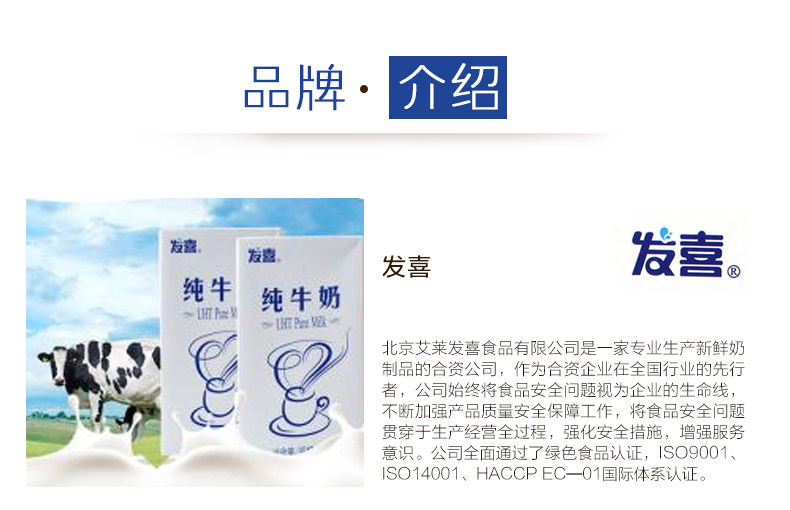 品牌·介绍
发喜®
纯牛
UHT Pure M
发喜®
纯牛奶
UHT Pure Milk
发喜
发喜®
北京艾莱发喜食品有限公司是一家专业生产新鲜奶
制品的合资公司，作为合资企业在全国行业的先行
者，公司始终将食品安全问题视为企业的生命线，
不断加强产品质量安全保障工作，将食品安全问题
贯穿于生产经营全过程，强化安全措施，增强服务
意识。公司全面通过了绿色食品认证，ISO9001、
ISO14001、HACCP EC—01国际体系认证。